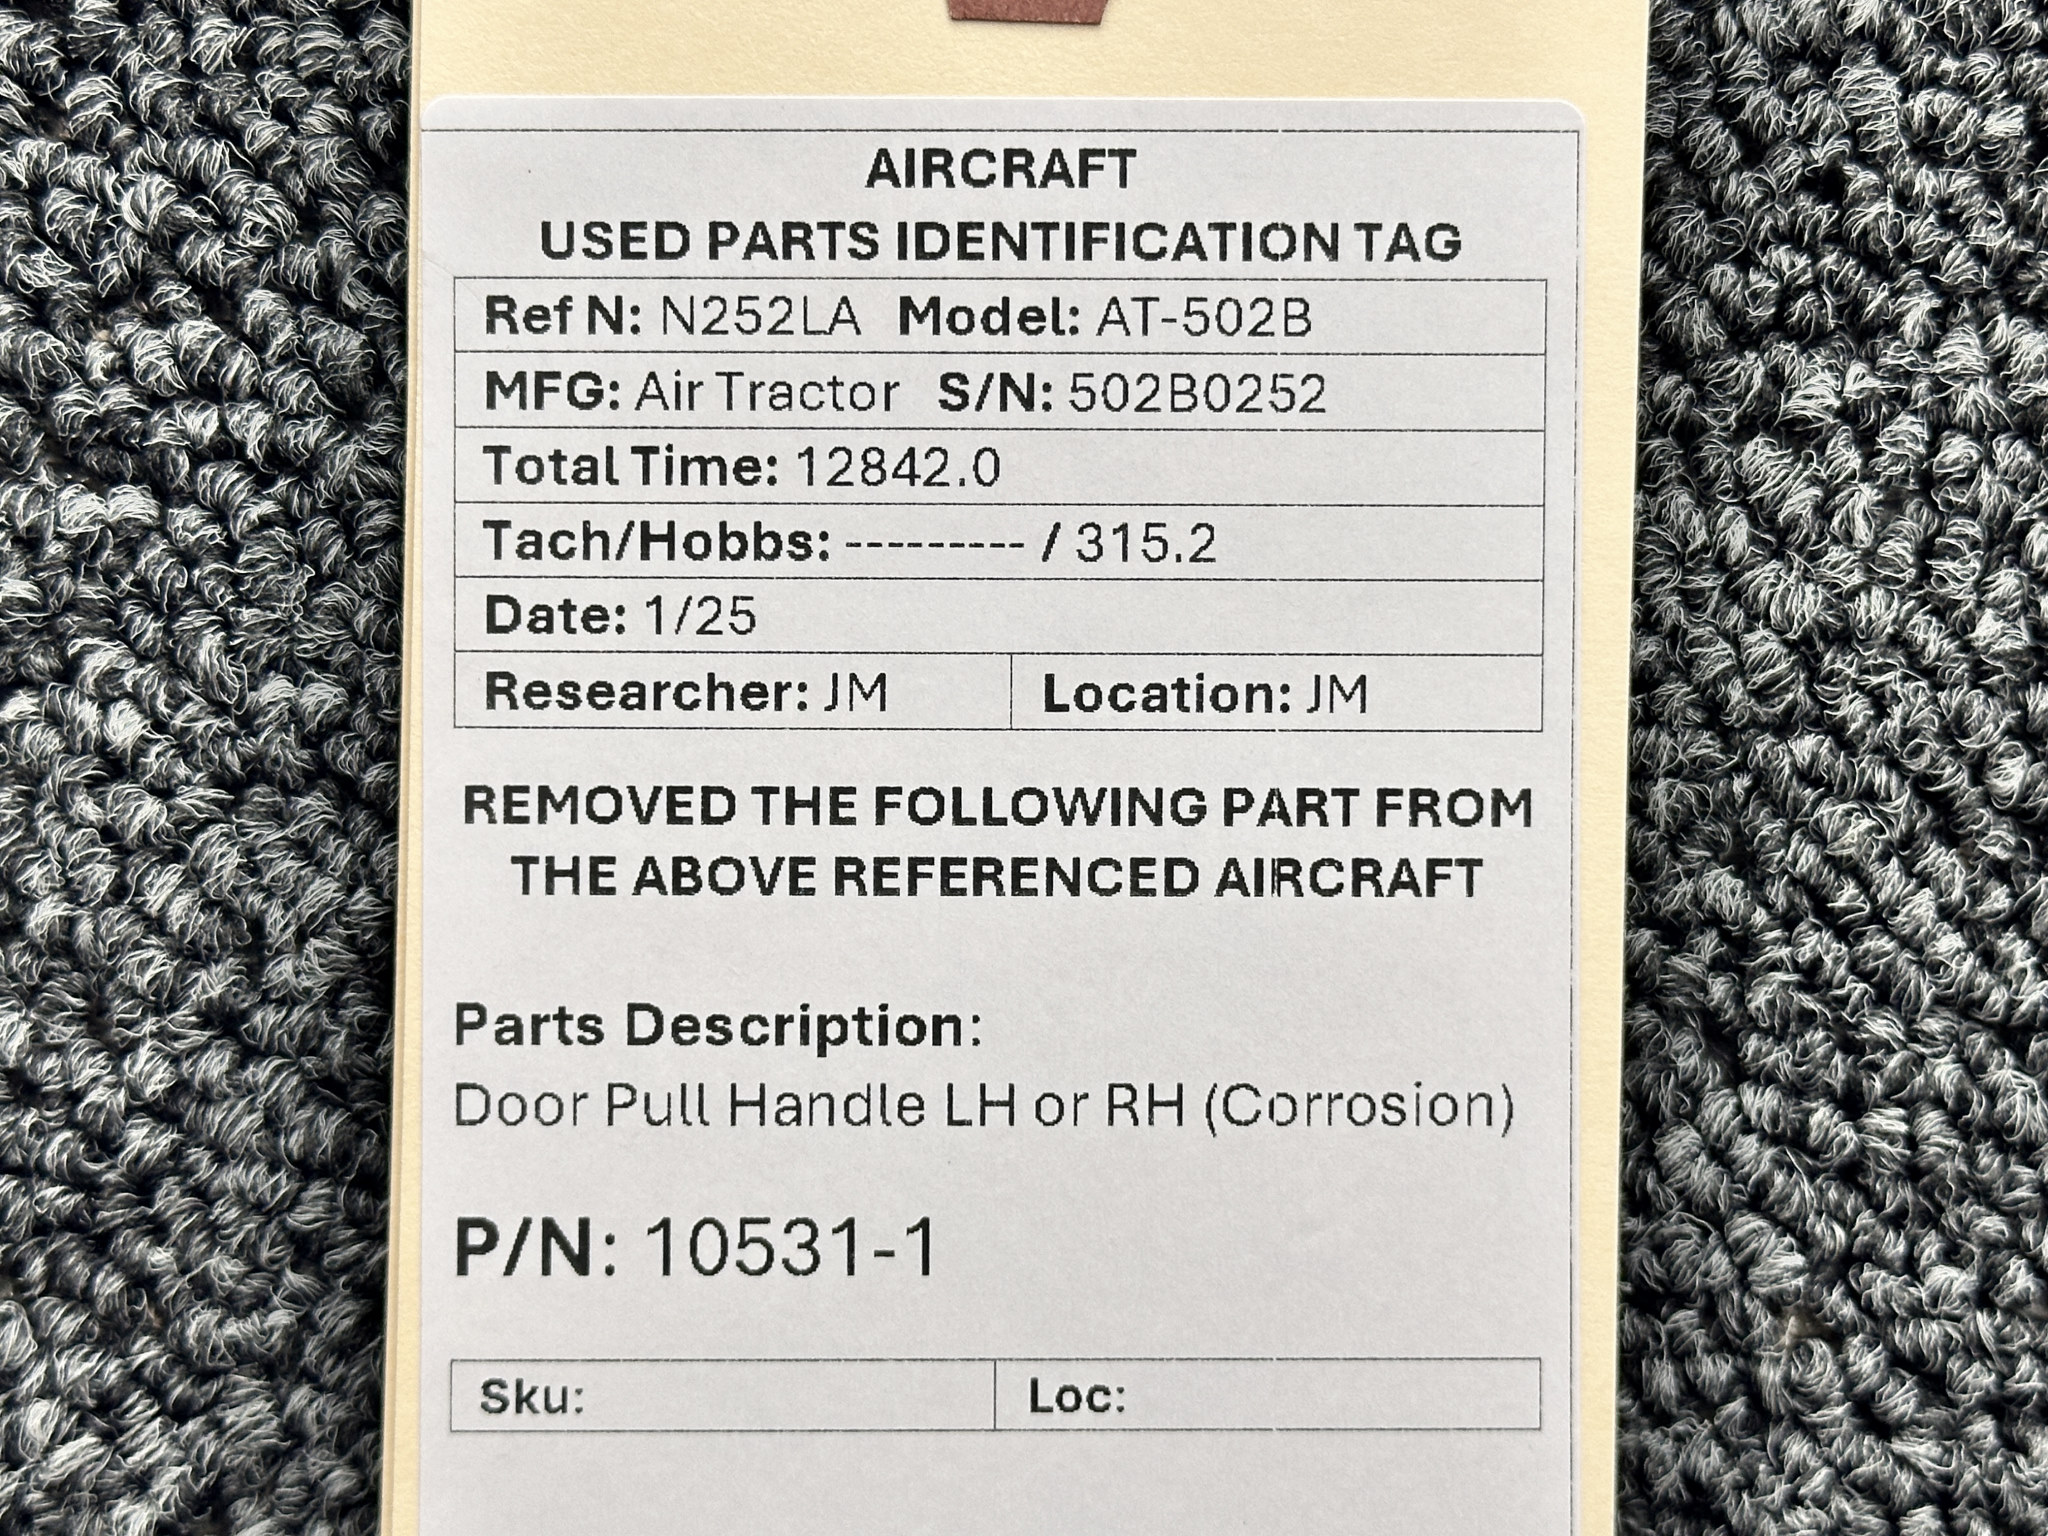 AIRCRAFT
USED PARTS IDENTIFICATION TAG
Ref N: N252LA Model: AT-502B
MFG: Air Tractor S/N: 502B0252
Total Time: 12842.0
Tach/Hobbs: --------- / 315.2
Date: 1/25
Researcher: JM Location: JM
REMOVED THE FOLLOWING PART FROM
THE ABOVE REFERENCED AIRCRAFT
Parts Description:
Door Pull Handle LH or RH (Corrosion)
P/N: 10531-1
Sku: Loc: